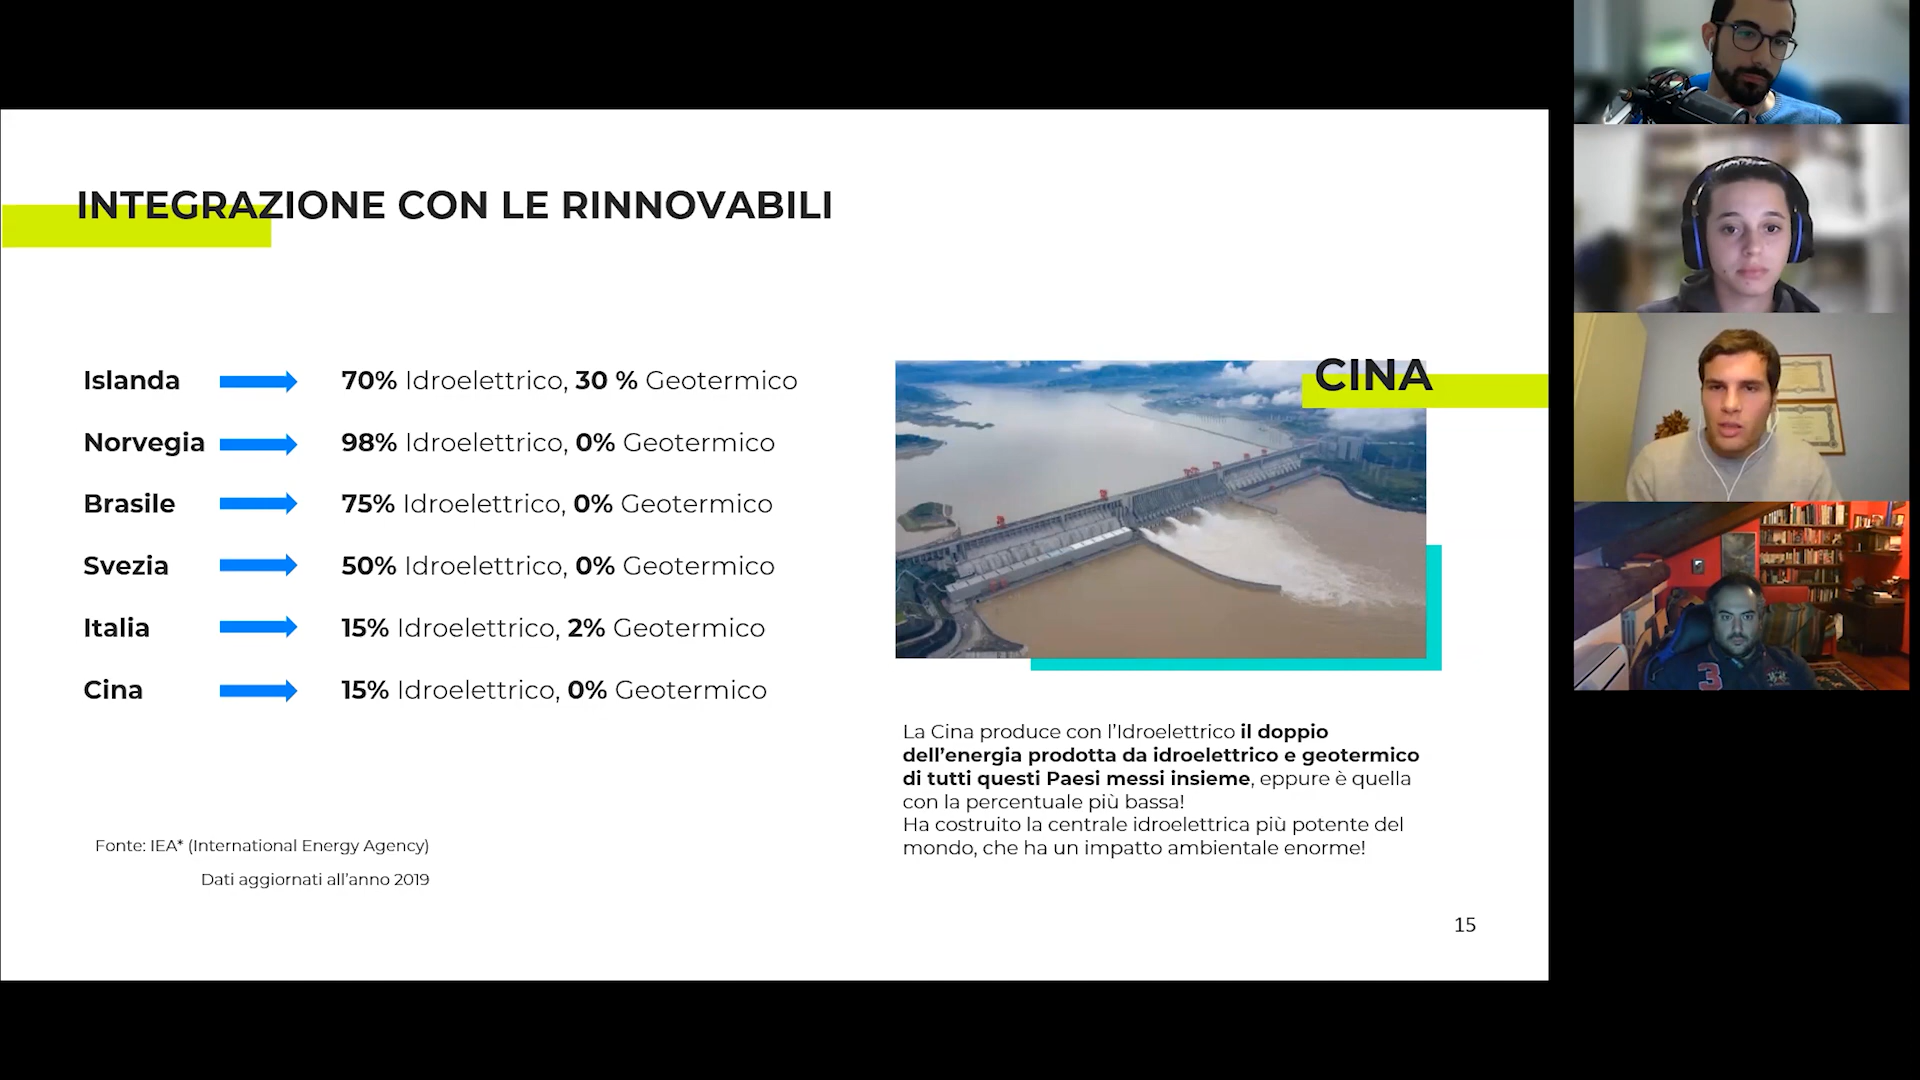 INTEGRAZIONE CON LE RINNOVABILI
Islanda 70% Idroelettrico, 30 % Geotermico
Norvegia 98% Idroelettrico, 0% Geotermico
Brasile 75% Idroelettrico, 0% Geotermico
Svezia 50% Idroelettrico, 0% Geotermico
Italia 15% Idroelettrico, 2% Geotermico
Cina 15% Idroelettrico, 0% Geotermico
Fonte: IEA* (International Energy Agency)
Dati aggiornati all'anno 2019
CINA
La Cina produce con l'Idroelettrico il doppio
dell'energia prodotta da idroelettrico e geotermico
di tutti questi Paesi messi insieme, eppure è quella
con la percentuale più bassa!
Ha costruito la centrale idroelettrica più potente del
mondo, che ha un impatto ambientale enorme!
15
3